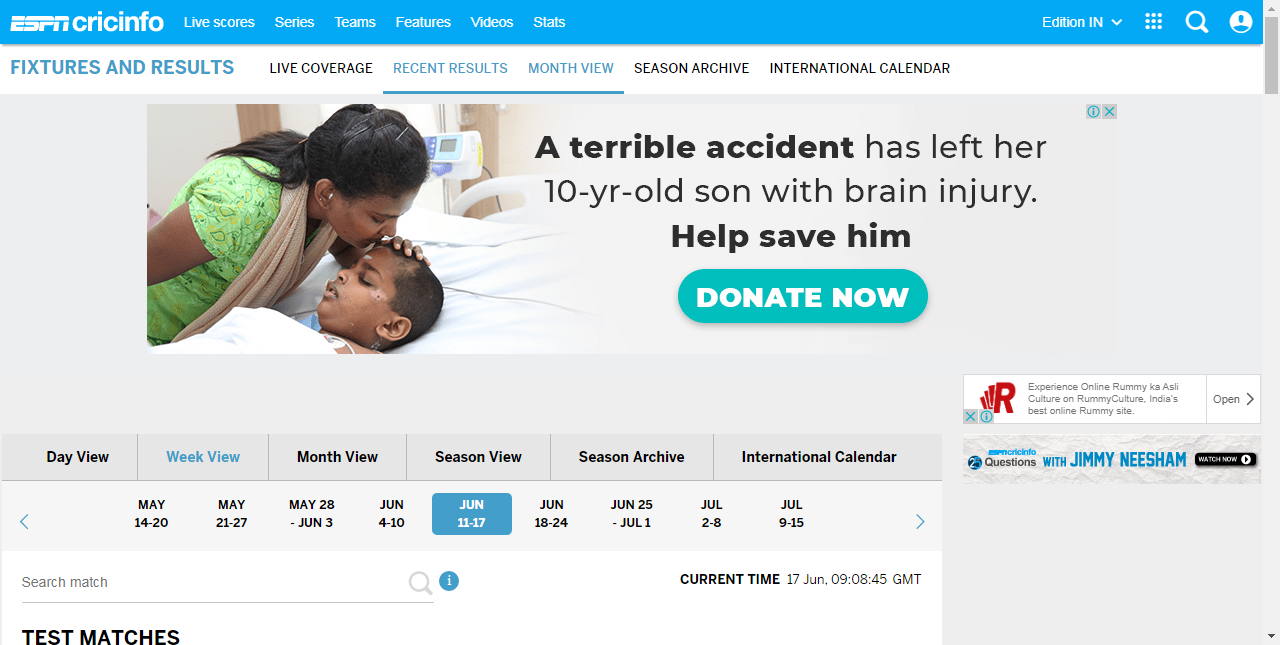 ESPN cricinfo Live scores Series Teams Features Videos Stats Edition IN
FIXTURES AND RESULTS LIVE COVERAGE RECENT RESULTS MONTH VIEW SEASON ARCHIVE INTERNATIONAL CALENDAR
A terrible accident has left her
10-yr-old son with brain injury.
Help save him
DONATE NOW
Experience Online Rummy ka Asli
Culture on RummyCulture, India's
best online Rummy site.
Open
ESPNcricinfo
25 Questions WITH JIMMY NEESHAM WATCH NOW
Day View Week View Month View Season View Season Archive International Calendar
MAY MAY MAY 28 JUN JUN JUN JUN 25 JUL JUL
14-20 21-27 - JUN 3 4-10 11-17 18-24 - JUL 1 2-8 9-15
Search match i CURRENT TIME 17 Jun, 09:08:45 GMT
TEST MATCHES